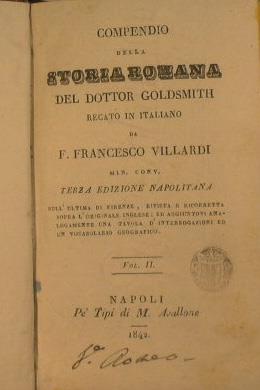 COMPENDIO
DELLA
STORIA ROMANA
DEL DOTTOR GOLDSMITH
RECATO IN ITALIANO
DA
F. FRANCESCO VILLARDI
MIN. CONV.
TERZA EDIZIONE NAPOLITANA
SULL'ULTIMA DI FIRENZE, RIVISTA E RICORRETTA
SOPRA L'ORIGINALE INGLESE; ED AGGIUNTOVI ANA-
LOGAMENTE UNA TAVOLA D'INTERROGAZIONI ED
UN VOCABOLARIO GEOGRAFICO.
VOL. II.
NAPOLI
Pe' Tipi di M. Avallone
1842.